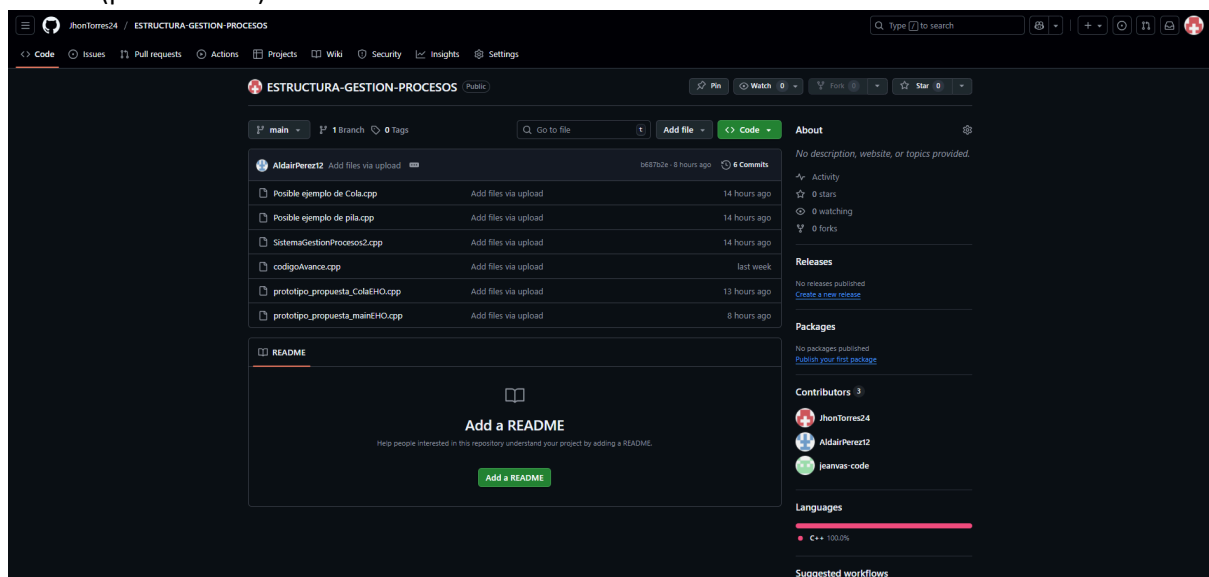 JhonTorres24 / ESTRUCTURA-GESTION-PROCESOS
Type / to search
Code Issues Pull requests Actions Projects Wiki Security Insights Settings
ESTRUCTURA-GESTION-PROCESOS Public
Pin Watch 0 Fork 0 Star 0
main 1 Branch 0 Tags Go to file t Add file Code
AldairPerez12 Add files via upload b687b2e · 8 hours ago 6 Commits
Posible ejemplo de Cola.cpp Add files via upload 14 hours ago
Posible ejemplo de pila.cpp Add files via upload 14 hours ago
SistemaGestionProcesos2.cpp Add files via upload 14 hours ago
codigoAvance.cpp Add files via upload last week
prototipo_propuesta_ColaEHO.cpp Add files via upload 13 hours ago
prototipo_propuesta_mainEHO.cpp Add files via upload 8 hours ago
README
Add a README
Help people interested in this repository understand your project by adding a README.
Add a README
About
No description, website, or topics provided.
Activity
0 stars
0 watching
0 forks
Releases
No releases published
Create a new release
Packages
No packages published
Publish your first package
Contributors 3
JhonTorres24
AldairPerez12
jeanvas-code
Languages
C++ 100.0%
Suggested workflows